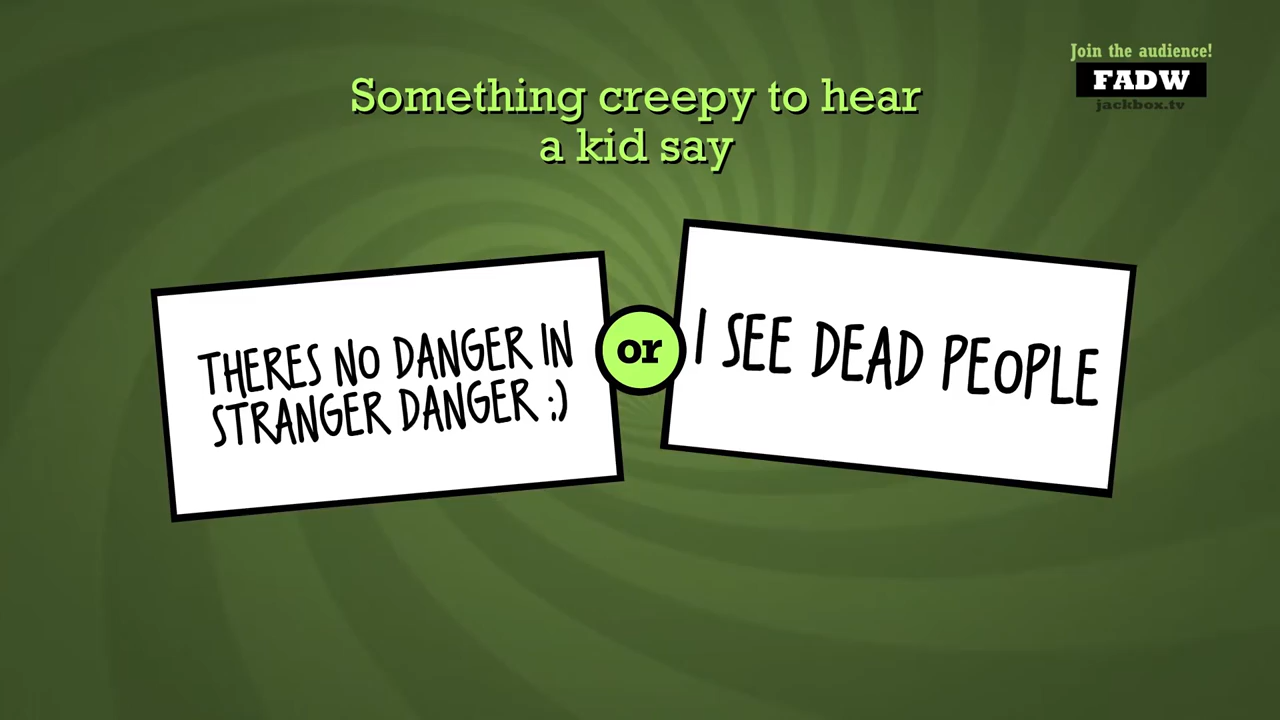 Join the audience!
FADW
jackbox.tv
Something creepy to hear
a kid say
THERES NO DANGER IN
STRANGER DANGER :)
or
I SEE DEAD PEOPLE